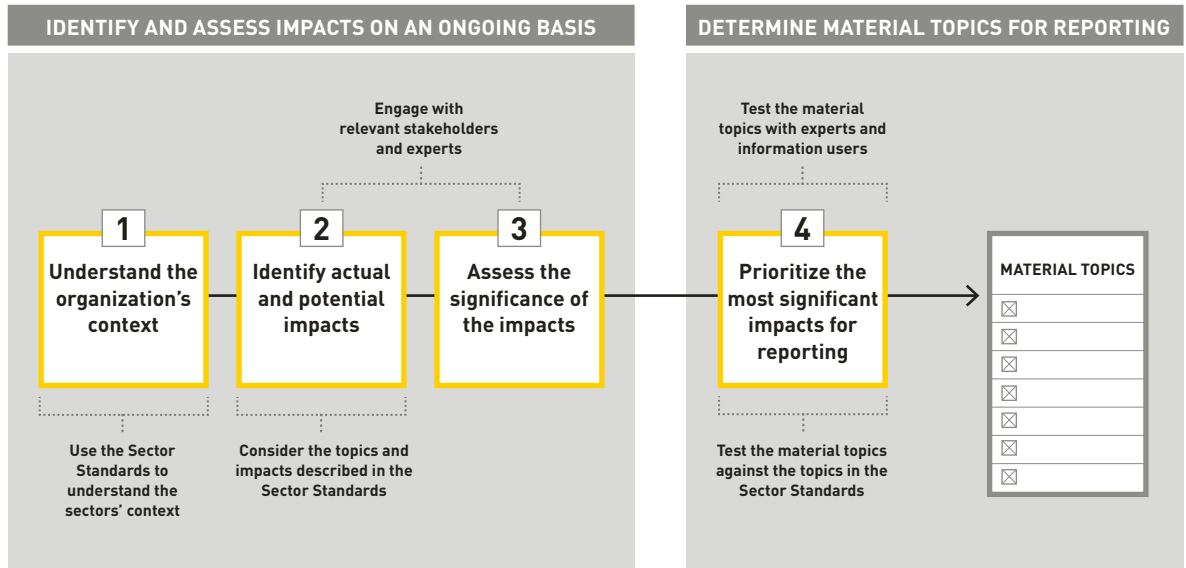 IDENTIFY AND ASSESS IMPACTS ON AN ONGOING BASIS
DETERMINE MATERIAL TOPICS FOR REPORTING
Engage with
relevant stakeholders
and experts
Test the material
topics with experts and
information users
1
Understand the
organization’s
context
2
Identify actual
and potential
impacts
3
Assess the
significance of
the impacts
4
Prioritize the
most significant
impacts for
reporting
MATERIAL TOPICS
Use the Sector
Standards to
understand the
sectors’ context
Consider the topics and
impacts described in the
Sector Standards
Test the material topics
against the topics in the
Sector Standards